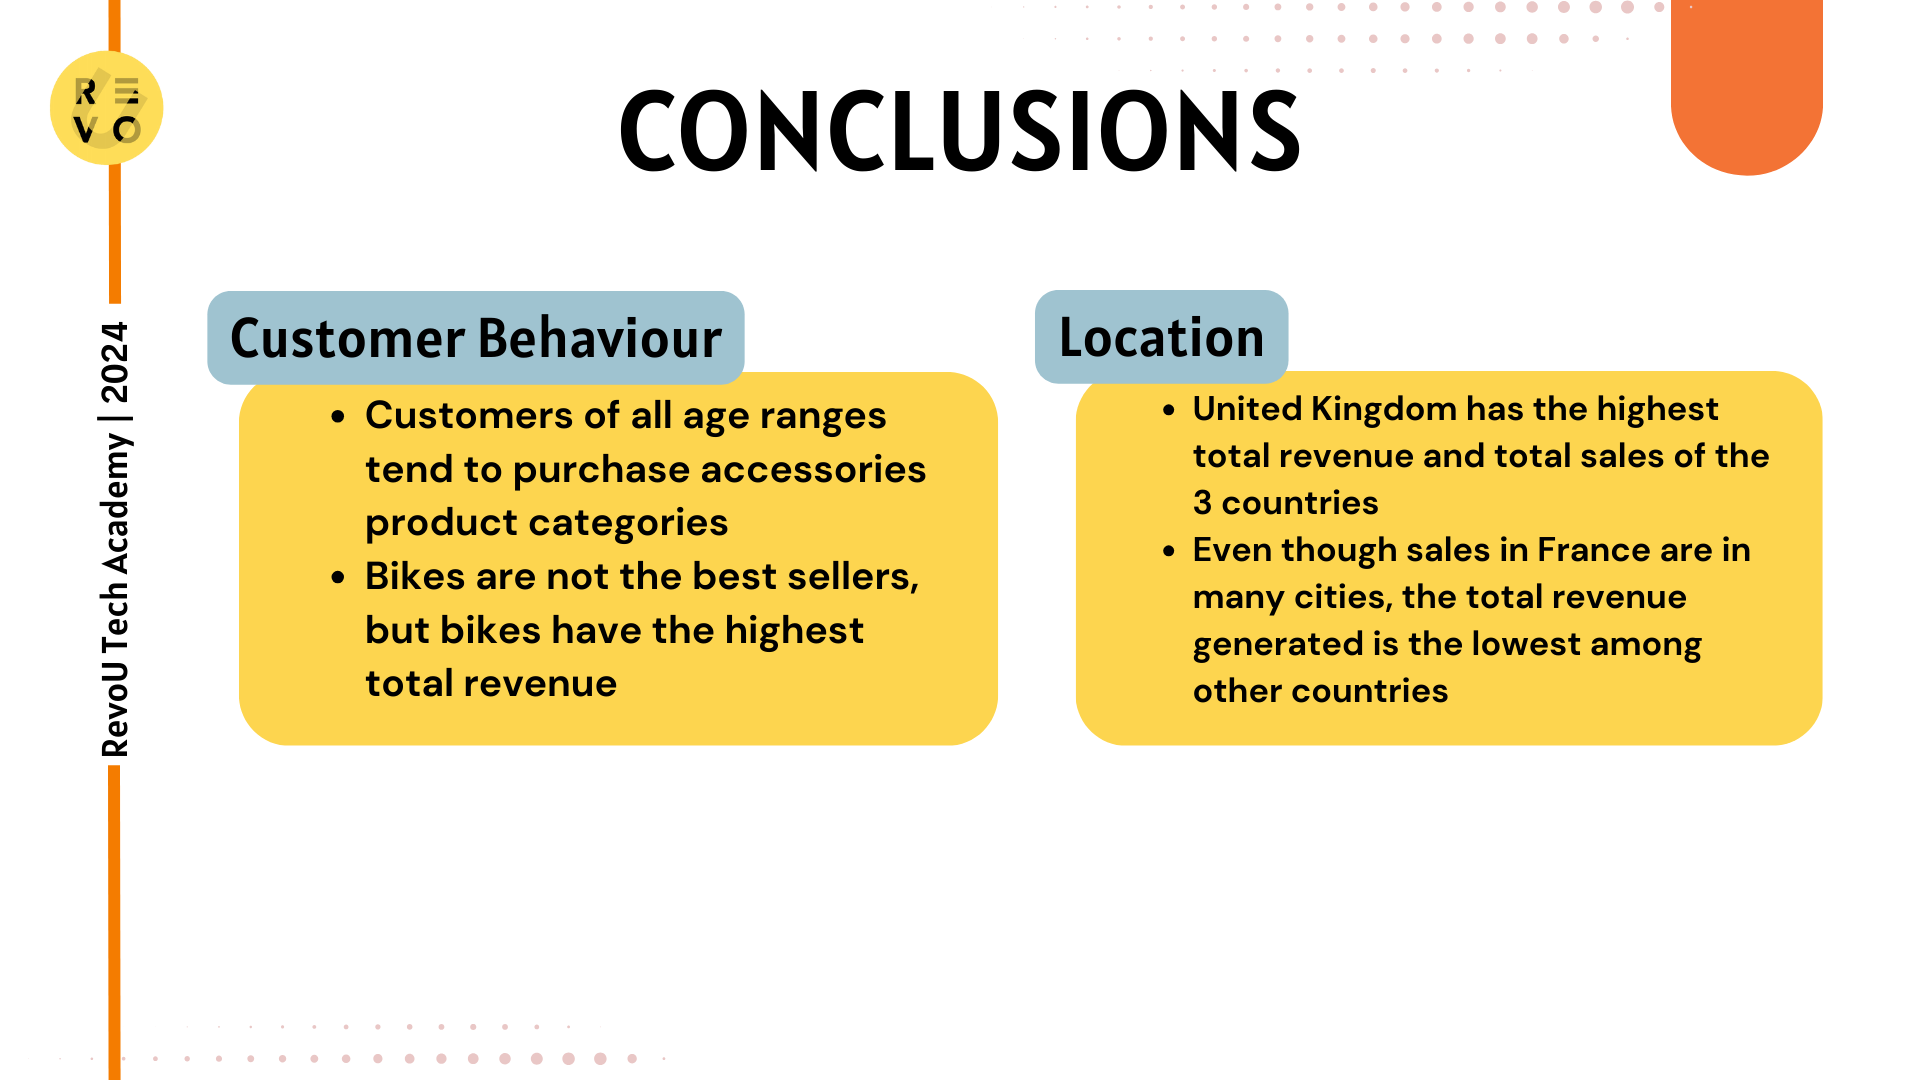 RE
VO
CONCLUSIONS
RevoU Tech Academy | 2024
Customer Behaviour
• Customers of all age ranges
tend to purchase accessories
product categories
• Bikes are not the best sellers,
but bikes have the highest
total revenue
Location
• United Kingdom has the highest
total revenue and total sales of the
3 countries
• Even though sales in France are in
many cities, the total revenue
generated is the lowest among
other countries